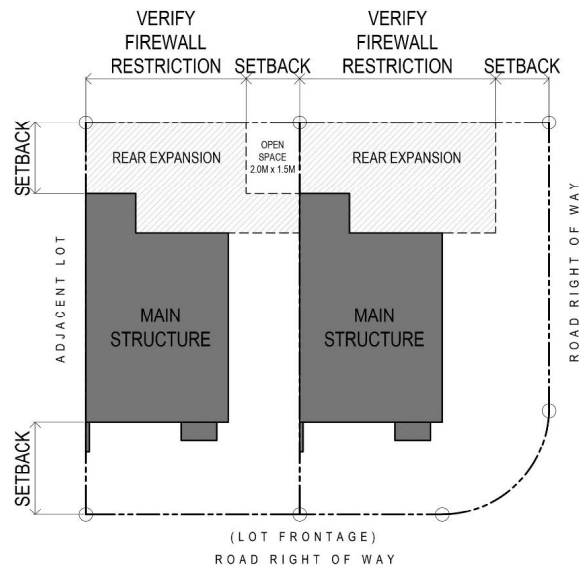 VERIFY
FIREWALL
RESTRICTION
SETBACK
VERIFY
FIREWALL
RESTRICTION
SETBACK
SETBACK
REAR EXPANSION
OPEN
SPACE
2.0M x 1.5M
REAR EXPANSION
ADJACENT LOT
MAIN
STRUCTURE
MAIN
STRUCTURE
ROAD RIGHT OF WAY
SETBACK
(LOT FRONTAGE)
ROAD RIGHT OF WAY